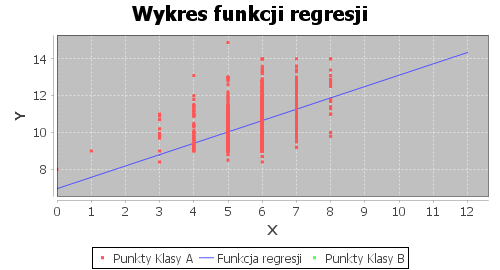 Wykres funkcji regresji
14
12
10
8
Y
0 1 2 3 4 5 6 7 8 9 10 11 12
X
Punkty Klasy A Funkcja regresji Punkty Klasy B